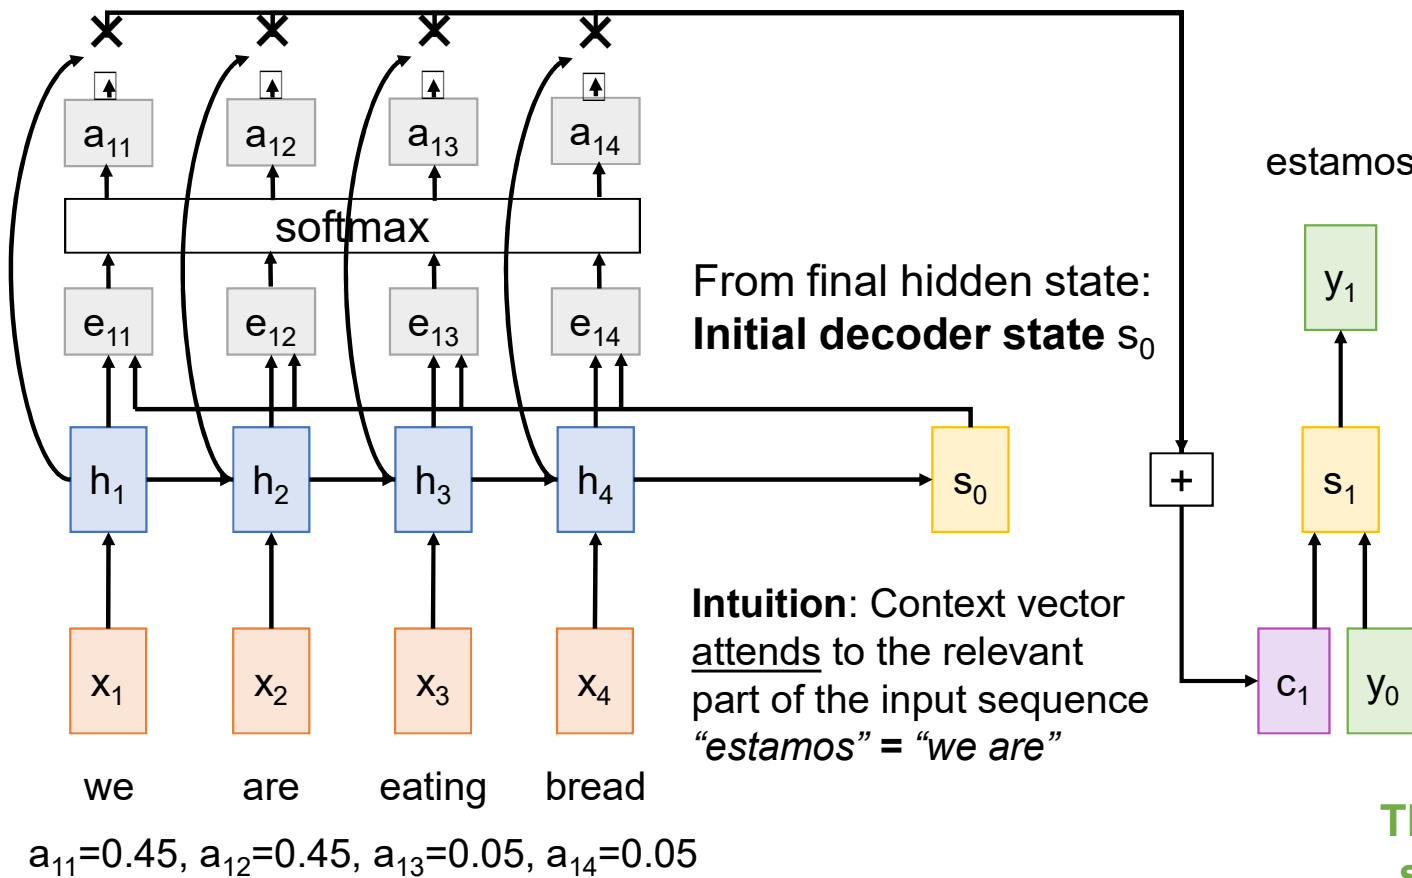 a₁₁ a₁₂ a₁₃ a₁₄
estamos
softmax
e₁₁ e₁₂ e₁₃ e₁₄
From final hidden state:
Initial decoder state s₀
y₁
h₁ h₂ h₃ h₄ s₀ + s₁
Intuition: Context vector
attends to the relevant
part of the input sequence
“estamos” = “we are”
x₁ x₂ x₃ x₄ c₁ y₀
we are eating bread
a₁₁=0.45, a₁₂=0.45, a₁₃=0.05, a₁₄=0.05